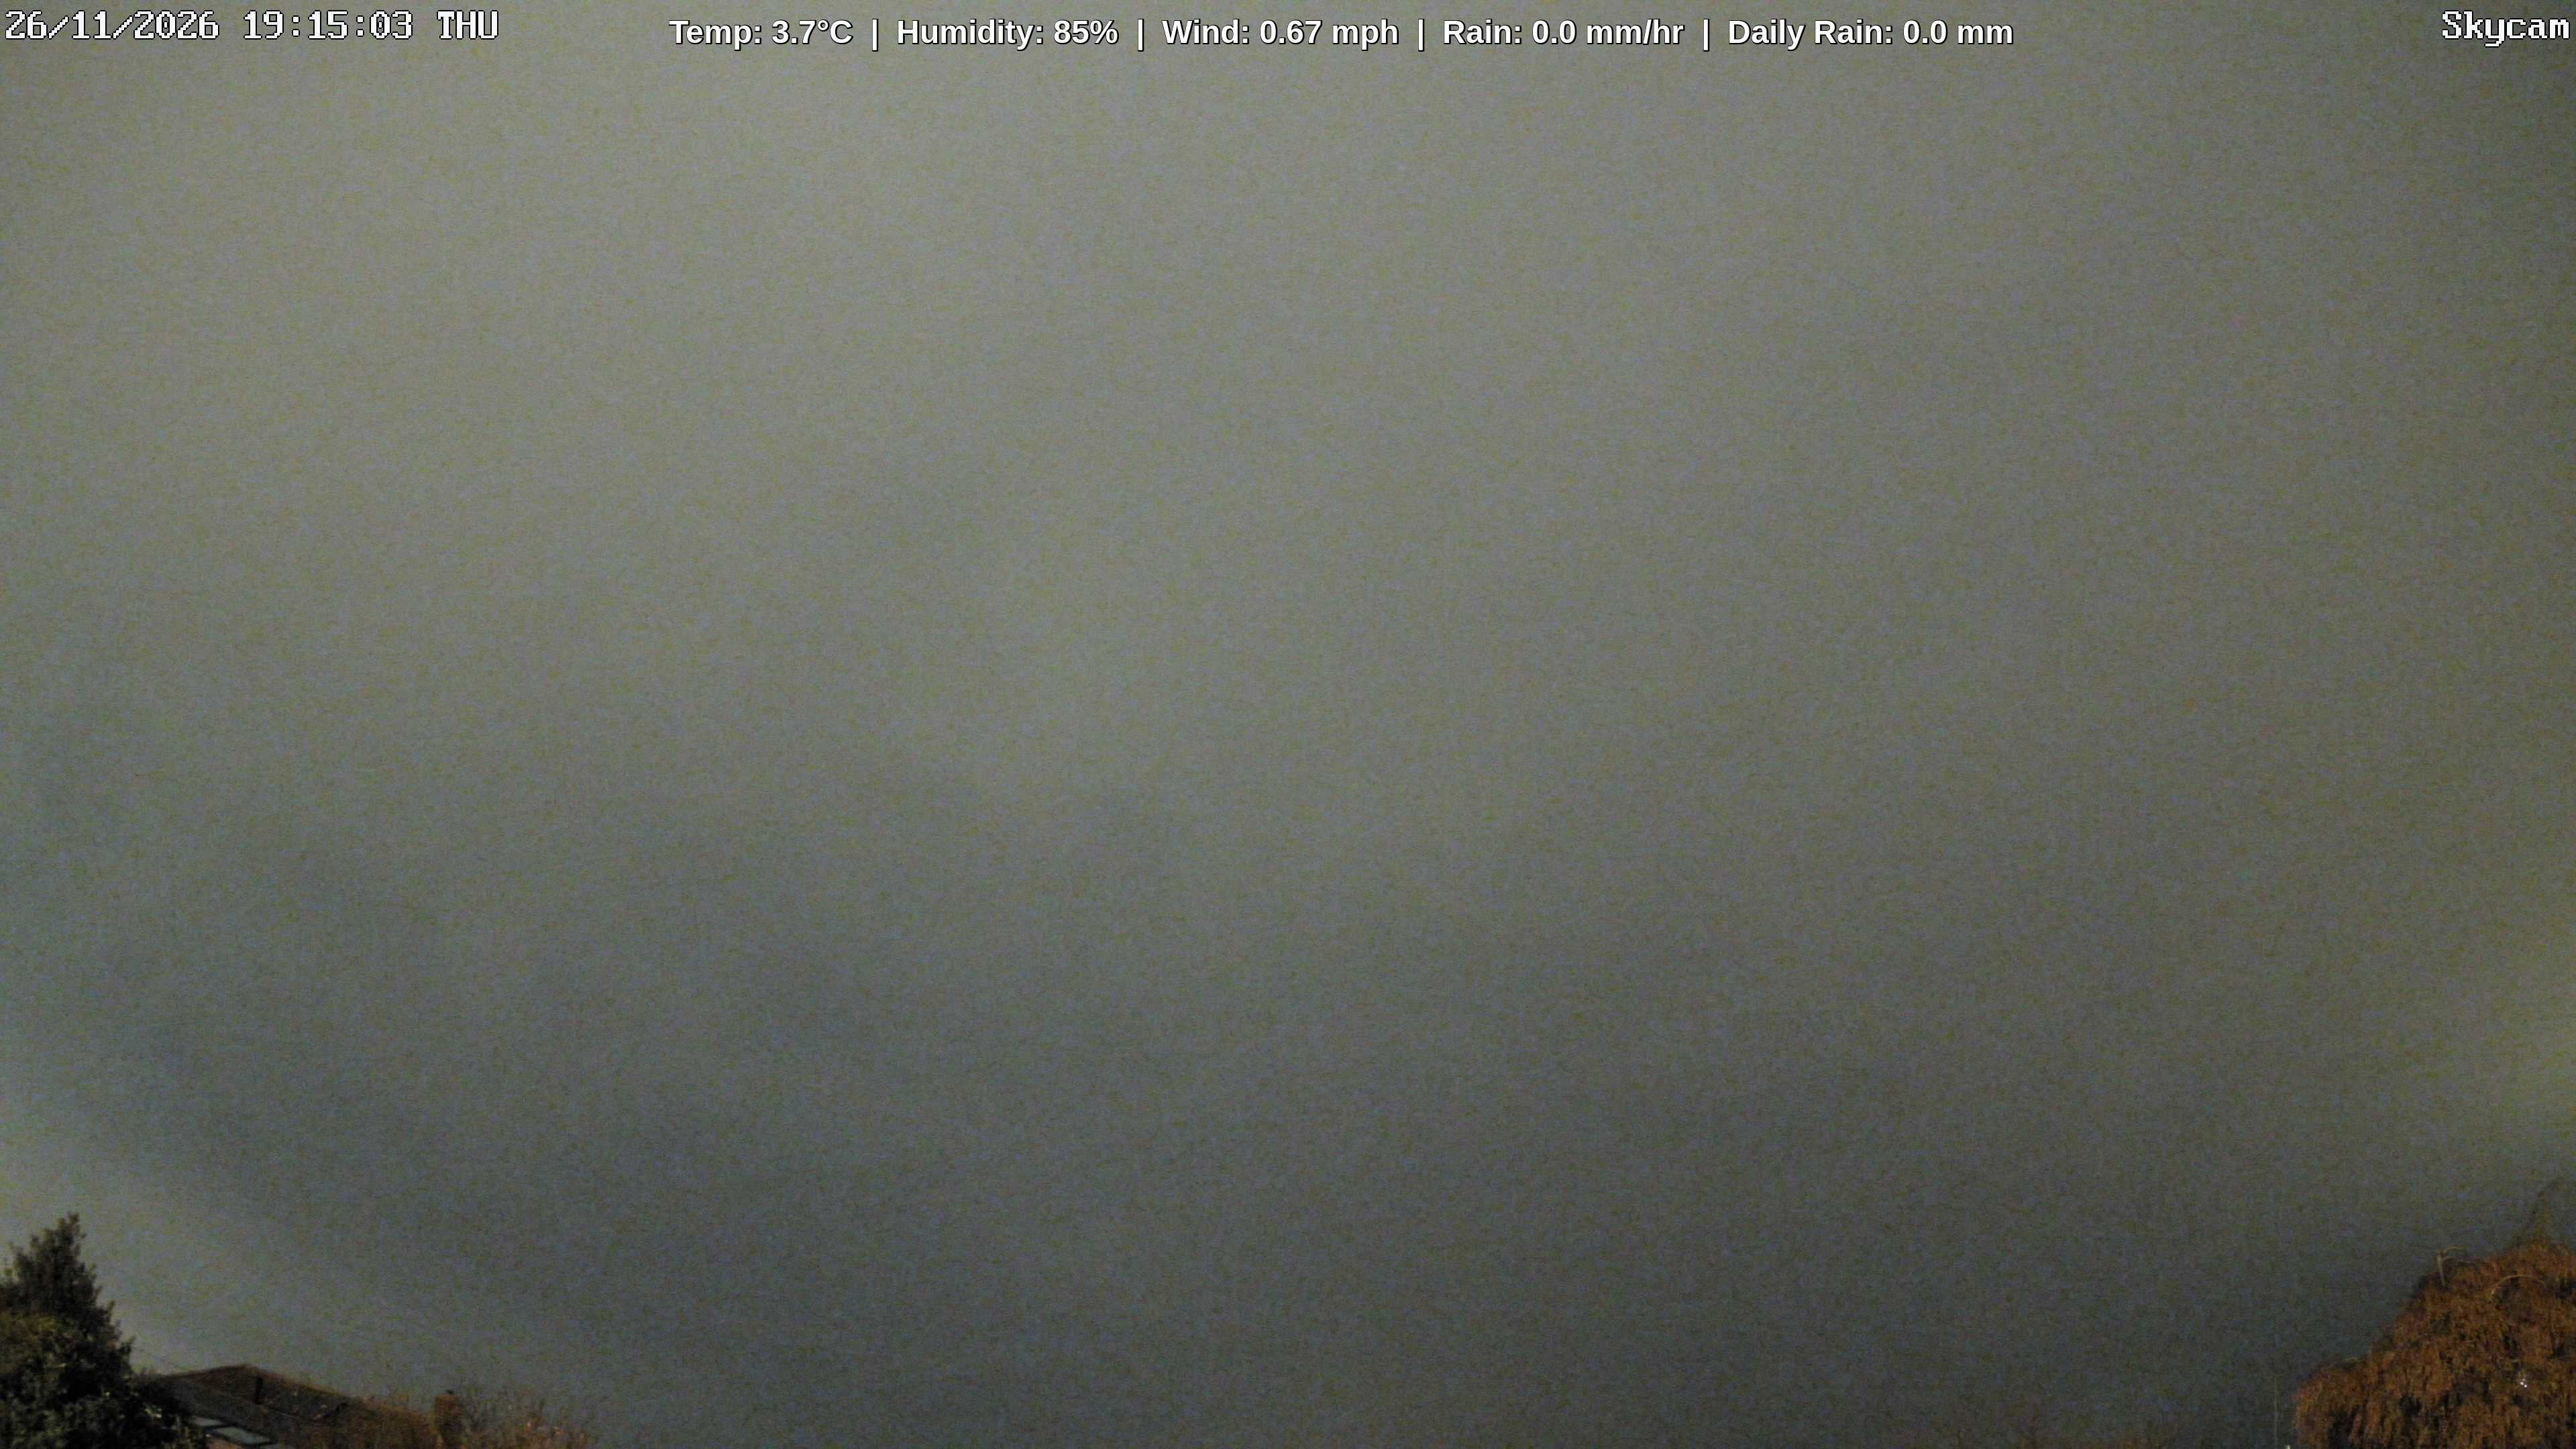 26/11/2026 19:15:03 THU
Temp: 3.7°C | Humidity: 85% | Wind: 0.67 mph | Rain: 0.0 mm/hr | Daily Rain: 0.0 mm
Skycam